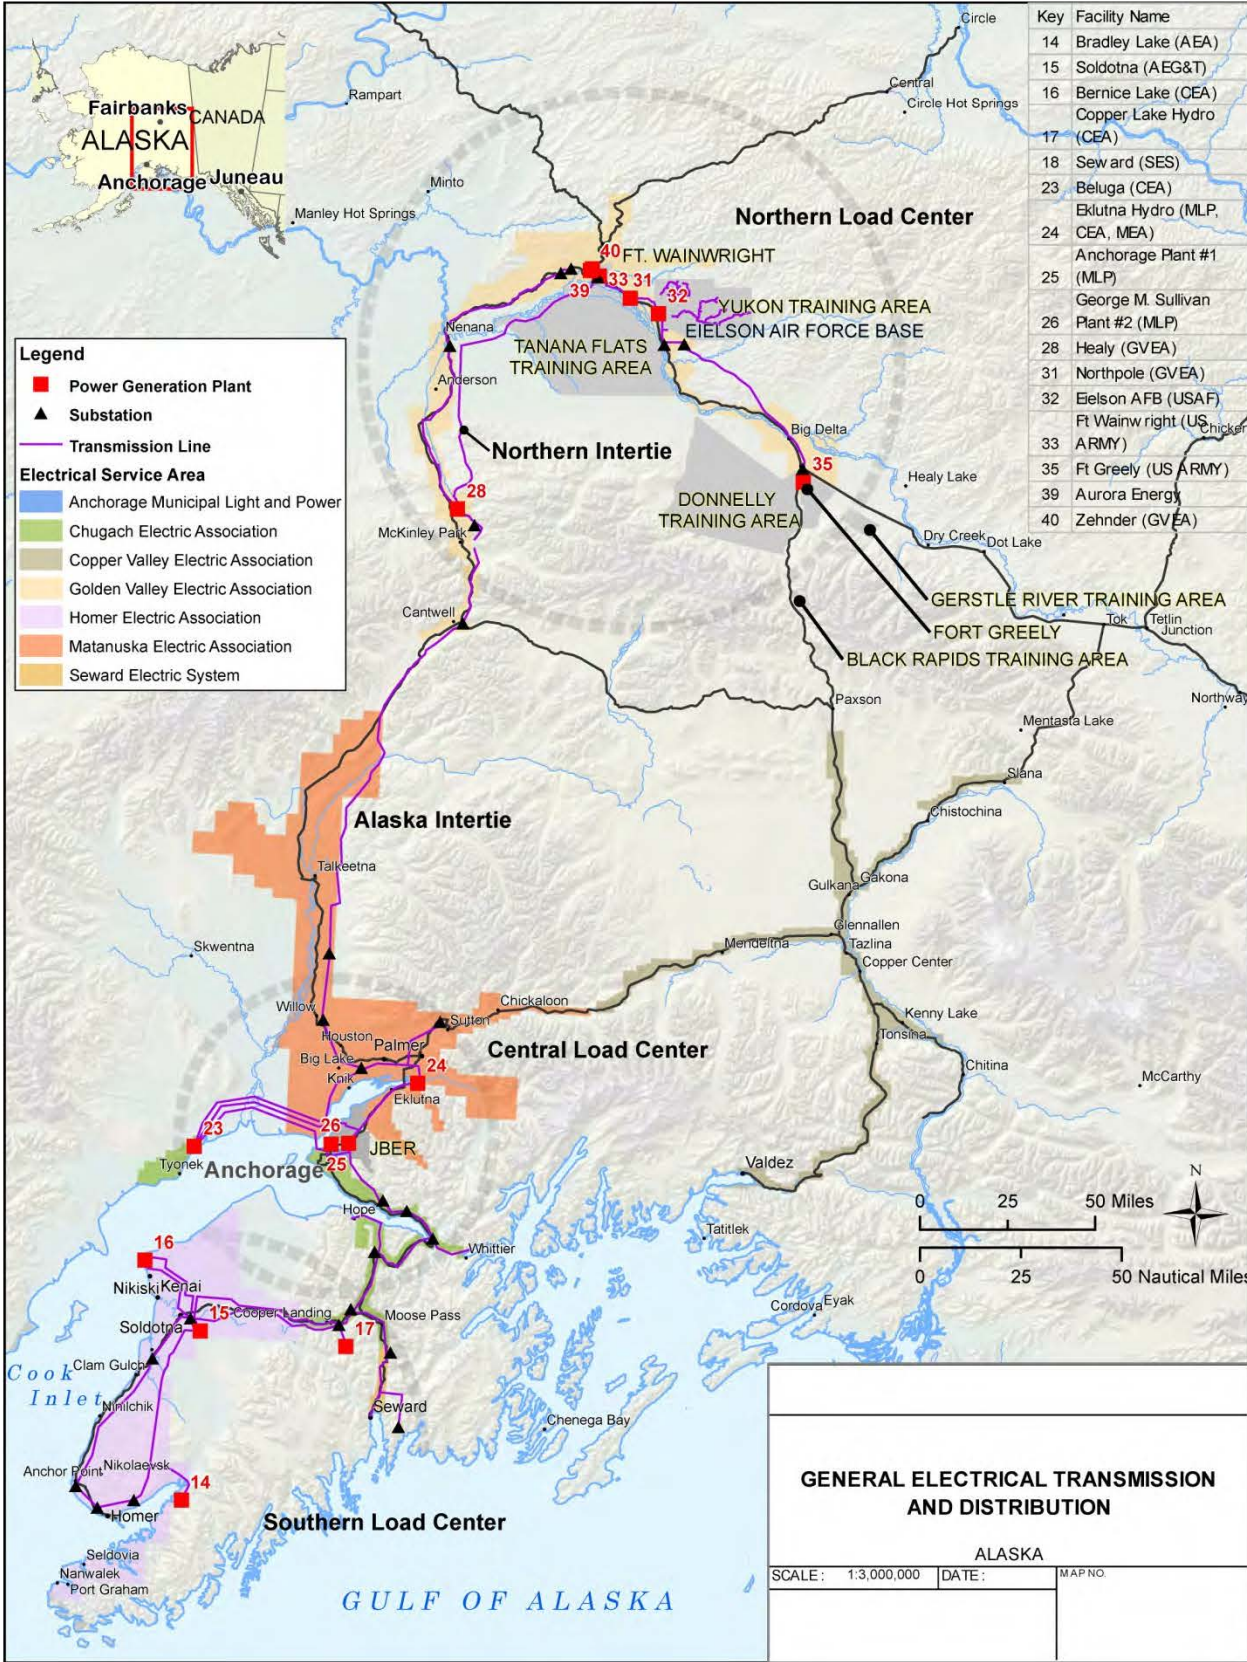 Fairbanks
CANADA
ALASKA
Anchorage
Juneau
Key Facility Name
14 Bradley Lake (AEA)
15 Soldotna (AEG&T)
16 Bernice Lake (CEA)
Copper Lake Hydro
17 (CEA)
18 Seward (SES)
23 Beluga (CEA)
Eklutna Hydro (MLP,
24 CEA, MEA)
Anchorage Plant #1
25 (MLP)
George M. Sullivan
26 Plant #2 (MLP)
28 Healy (GVEA)
31 Northpole (GVEA)
32 Eielson AFB (USAF)
Ft Wainwright (US
33 ARMY)
35 Ft Greely (US ARMY)
39 Aurora Energy
40 Zehnder (GVEA)
Circle
Central
Circle Hot Springs
Rampart
Minto
Manley Hot Springs
Northern Load Center
40
FT. WAINWRIGHT
39
33
31
32
YUKON TRAINING AREA
EIELSON AIR FORCE BASE
Nenana
TANANA FLATS
TRAINING AREA
Anderson
Legend
Power Generation Plant
Substation
Transmission Line
Electrical Service Area
Anchorage Municipal Light and Power
Chugach Electric Association
Copper Valley Electric Association
Golden Valley Electric Association
Homer Electric Association
Matanuska Electric Association
Seward Electric System
Northern Intertie
Big Delta
35
Healy Lake
Chicken
28
DONNELLY
TRAINING AREA
McKinley Park
Dry Creek
Dot Lake
GERSTLE RIVER TRAINING AREA
Cantwell
FORT GREELY
Tok
Tetlin
Junction
BLACK RAPIDS TRAINING AREA
Paxson
Northway
Mentasta Lake
Slana
Chistochina
Alaska Intertie
Talkeetna
Gulkana
Gakona
Glennallen
Tazlina
Mendeltna
Copper Center
Skwentna
Chickaloon
Willow
Sutton
Kenny Lake
Houston
Palmer
Central Load Center
Tonsina
Big Lake
Chitina
Knik
24
Eklutna
McCarthy
23
26
JBER
25
Tyonek
Anchorage
Valdez
N
0 25 50 Miles
0 25 50 Nautical Miles
Hope
Tatitlek
Whittier
16
Nikiski
Kenai
15
Cooper Landing
Moose Pass
Cordova
Eyak
Soldotna
17
Clam Gulch
Cook
Inlet
Ninilchik
Seward
Chenega Bay
Anchor Point
Nikolaevsk
14
Homer
Southern Load Center
Seldovia
Nanwalek
Port Graham
GULF OF ALASKA
GENERAL ELECTRICAL TRANSMISSION
AND DISTRIBUTION
ALASKA
SCALE: 1:3,000,000 DATE: MAP NO.